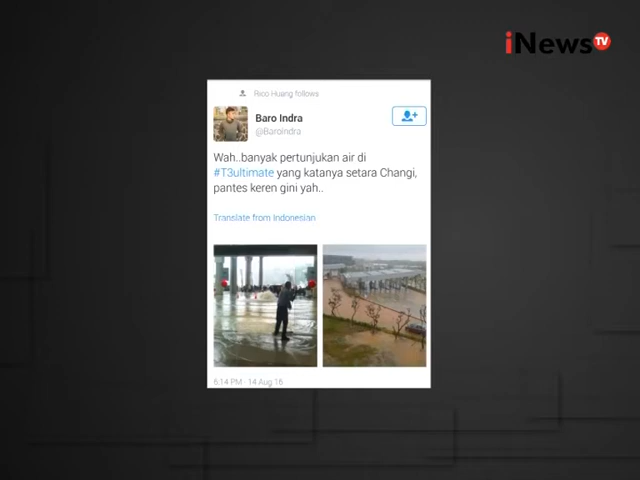 iNews TV
Rico Huang follows
Baro Indra
@Baroindra
Wah..banyak pertunjukan air di
#T3ultimate yang katanya setara Changi,
pantes keren gini yah..
Translate from Indonesian
6:14 PM · 14 Aug 16